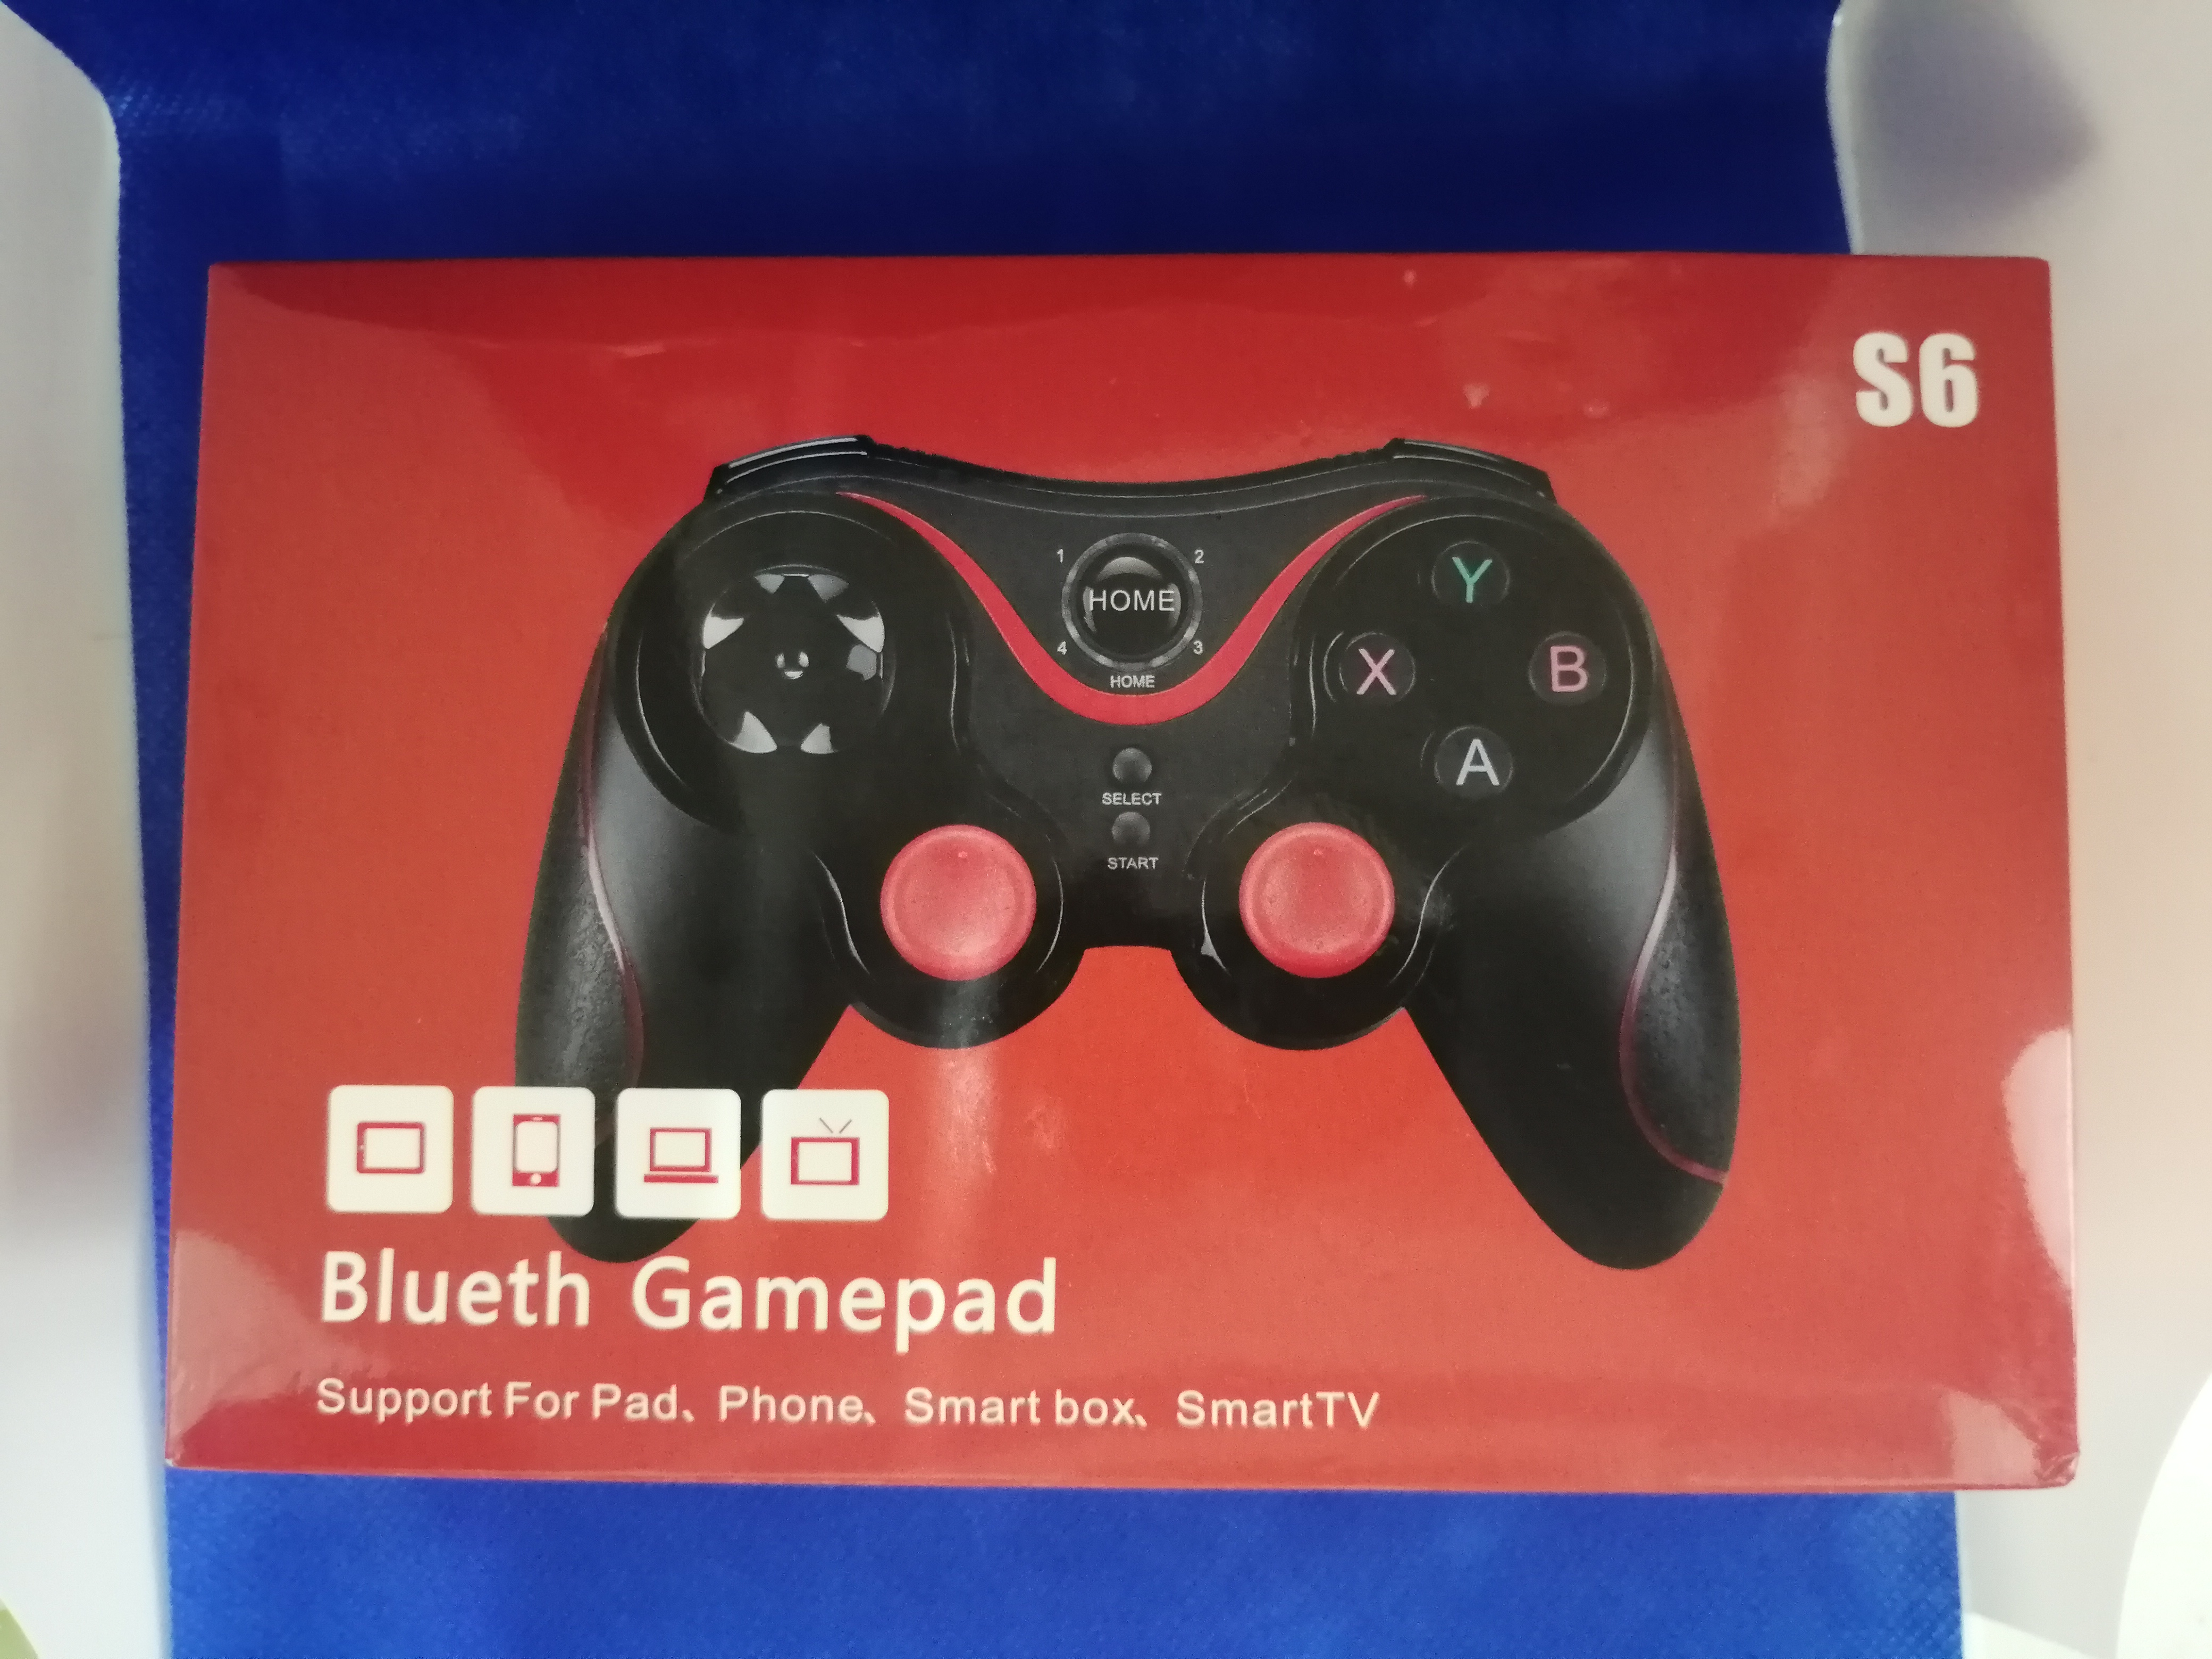 S6
1 2
HOME
4 3
HOME
Y
X B
A
SELECT
START
Blueth Gamepad
Support For Pad、Phone、Smart box、SmartTV